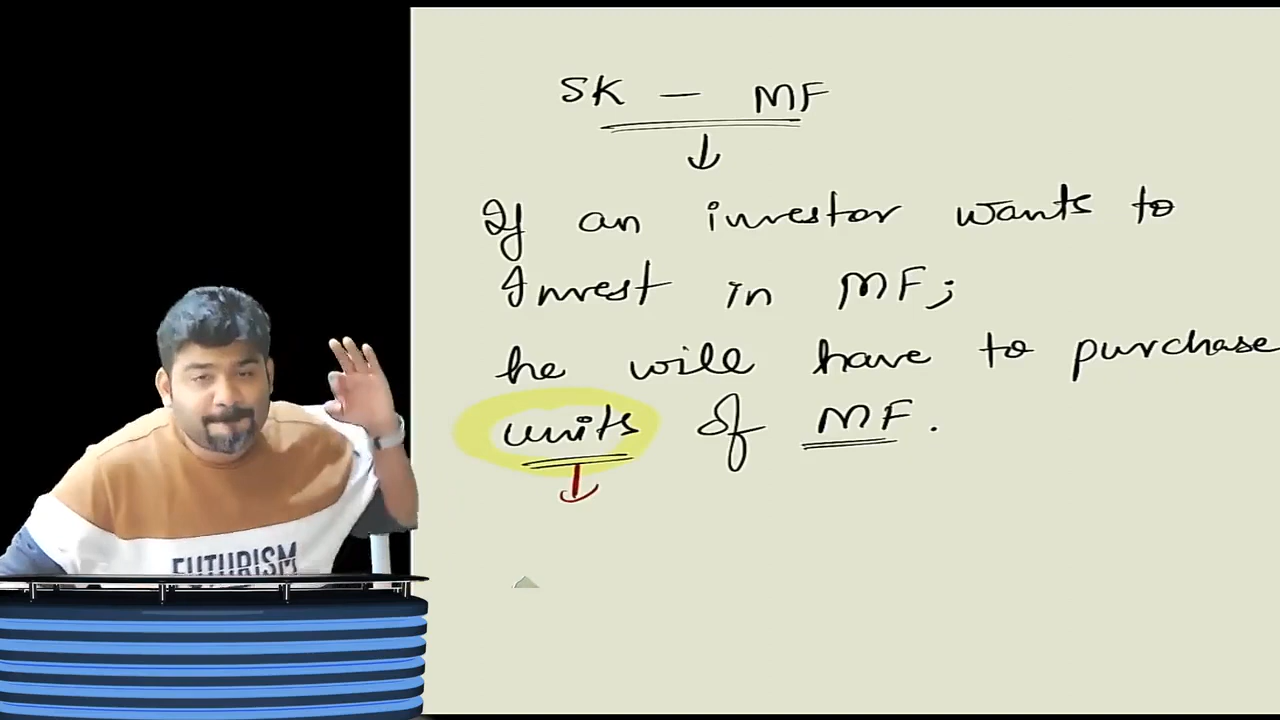 SK - MF
If an investor wants to
Invest in MF;
he will have to purchase
units of MF.
FUTURISM